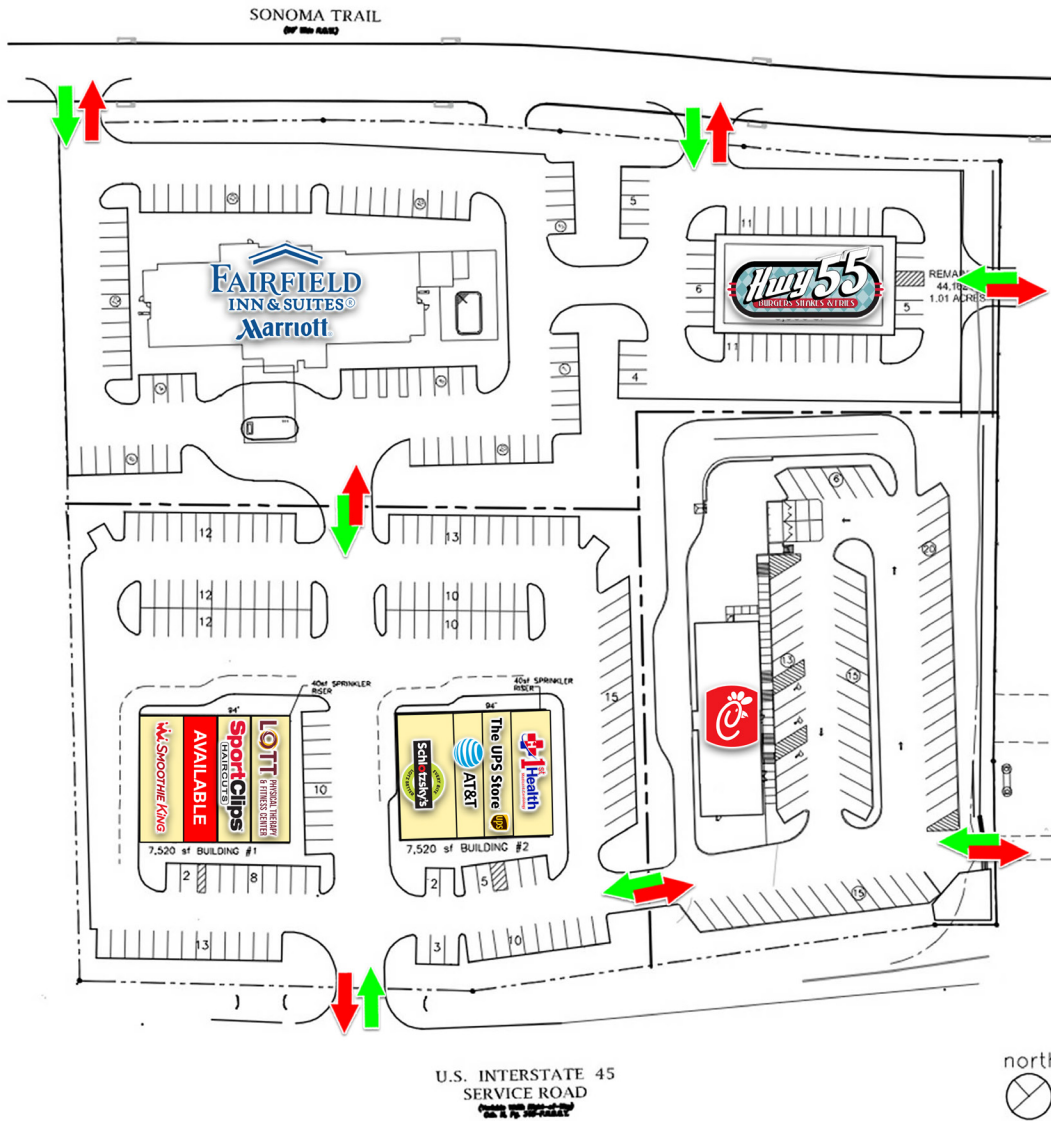 SONOMA TRAIL
5
11
FAIRFIELD
INN & SUITES®
Marriott
6
Hwy 55
BURGERS SHAKES & FRIES
5
1.01 ACRES
11
4
6
12
13
20
12
12
10
10
13
15
15
40sf SPRINKLER
RISER
40sf SPRINKLER
RISER
94'
94'
SMOOTHIE KING
AVAILABLE
SportClips
HAIRCUTS
LOTT
PHYSICAL THERAPY
& FITNESS CENTER
10
Schlotzsky's
AT&T
The UPS Store
ups
1st
Health
7,520 sf BUILDING #1
7,520 sf BUILDING #2
2
8
2
5
15
13
3
10
U.S. INTERSTATE 45
SERVICE ROAD
north